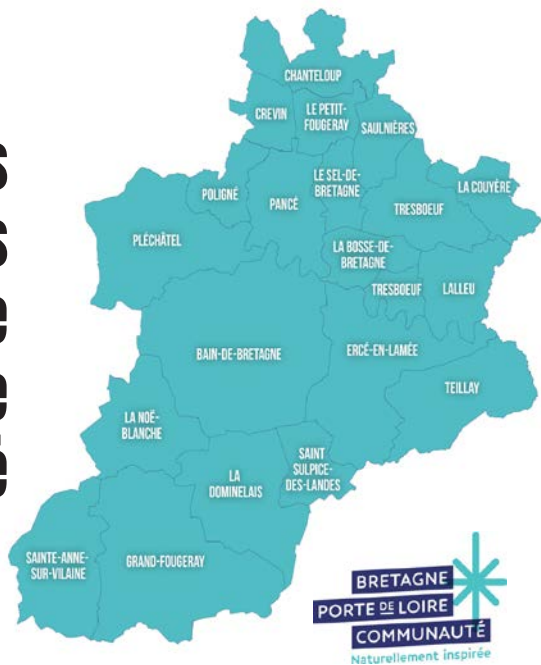 CHANTELOUP
CREVIN
LE PETIT-
FOUGERAY
SAULNIÈRES
LE SEL-DE-
BRETAGNE
LA COUYÈRE
POLIGNÉ
PANCÉ
TRESBOEUF
PLÉCHÂTEL
LA BOSSE-DE-
BRETAGNE
TRESBOEUF
LALLEU
BAIN-DE-BRETAGNE
ERCÉ-EN-LAMÉE
TEILLAY
LA NOË-
BLANCHE
SAINT
SULPICE-
DES-LANDES
LA
DOMINELAIS
SAINTE-ANNE-
SUR-VILAINE
GRAND-FOUGERAY
BRETAGNE
PORTE DE LOIRE
COMMUNAUTÉ
Naturellement inspirée